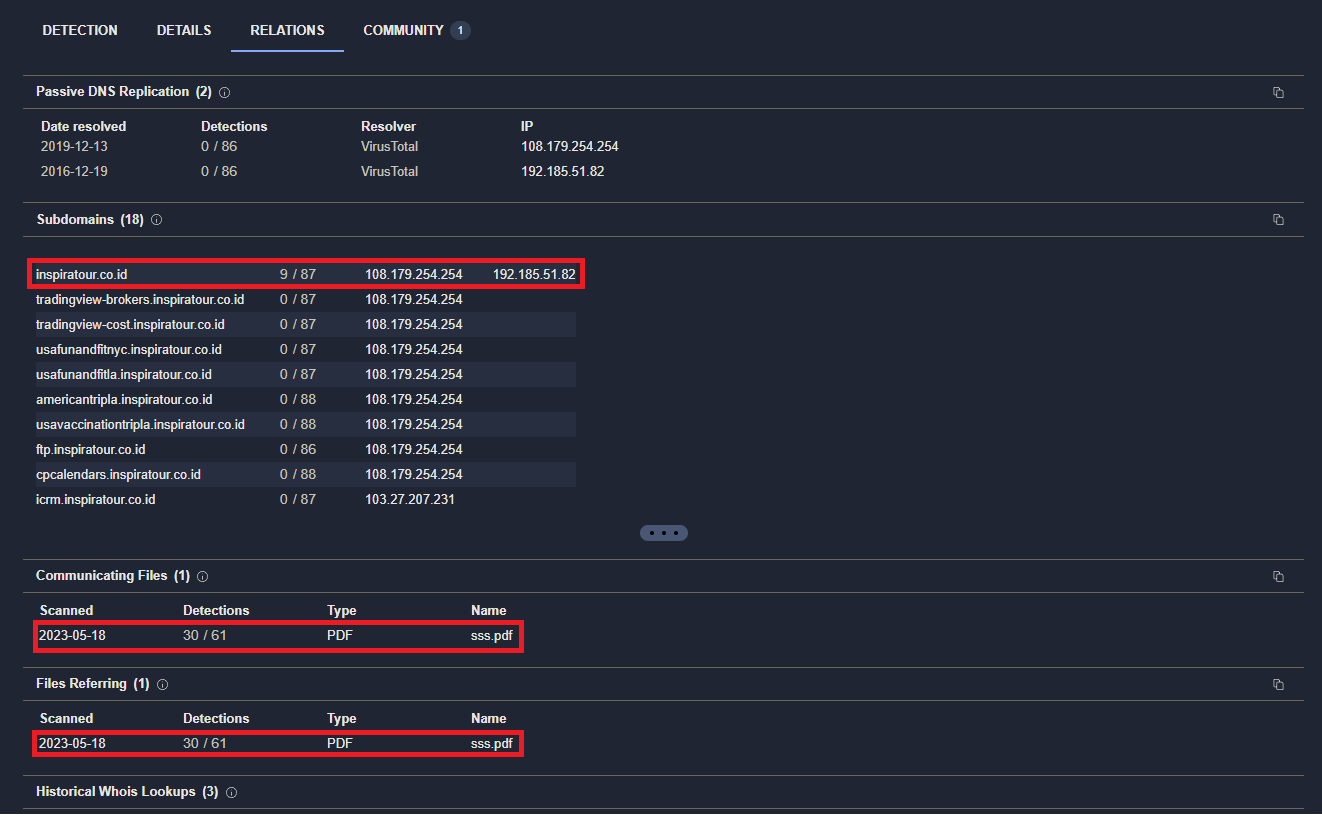 DETECTION DETAILS RELATIONS COMMUNITY 1
Passive DNS Replication (2)
Date resolved Detections Resolver IP
2019-12-13 0 / 86 VirusTotal 108.179.254.254
2016-12-19 0 / 86 VirusTotal 192.185.51.82
Subdomains (18)
inspiratour.co.id 9 / 87 108.179.254.254 192.185.51.82
tradingview-brokers.inspiratour.co.id 0 / 87 108.179.254.254
tradingview-cost.inspiratour.co.id 0 / 87 108.179.254.254
usafunandfitnyc.inspiratour.co.id 0 / 87 108.179.254.254
usafunandfitla.inspiratour.co.id 0 / 87 108.179.254.254
americantripla.inspiratour.co.id 0 / 88 108.179.254.254
usavaccinationtripla.inspiratour.co.id 0 / 88 108.179.254.254
ftp.inspiratour.co.id 0 / 86 108.179.254.254
cpcalendars.inspiratour.co.id 0 / 88 108.179.254.254
icrm.inspiratour.co.id 0 / 87 103.27.207.231
Communicating Files (1)
Scanned Detections Type Name
2023-05-18 30 / 61 PDF sss.pdf
Files Referring (1)
Scanned Detections Type Name
2023-05-18 30 / 61 PDF sss.pdf
Historical Whois Lookups (3)